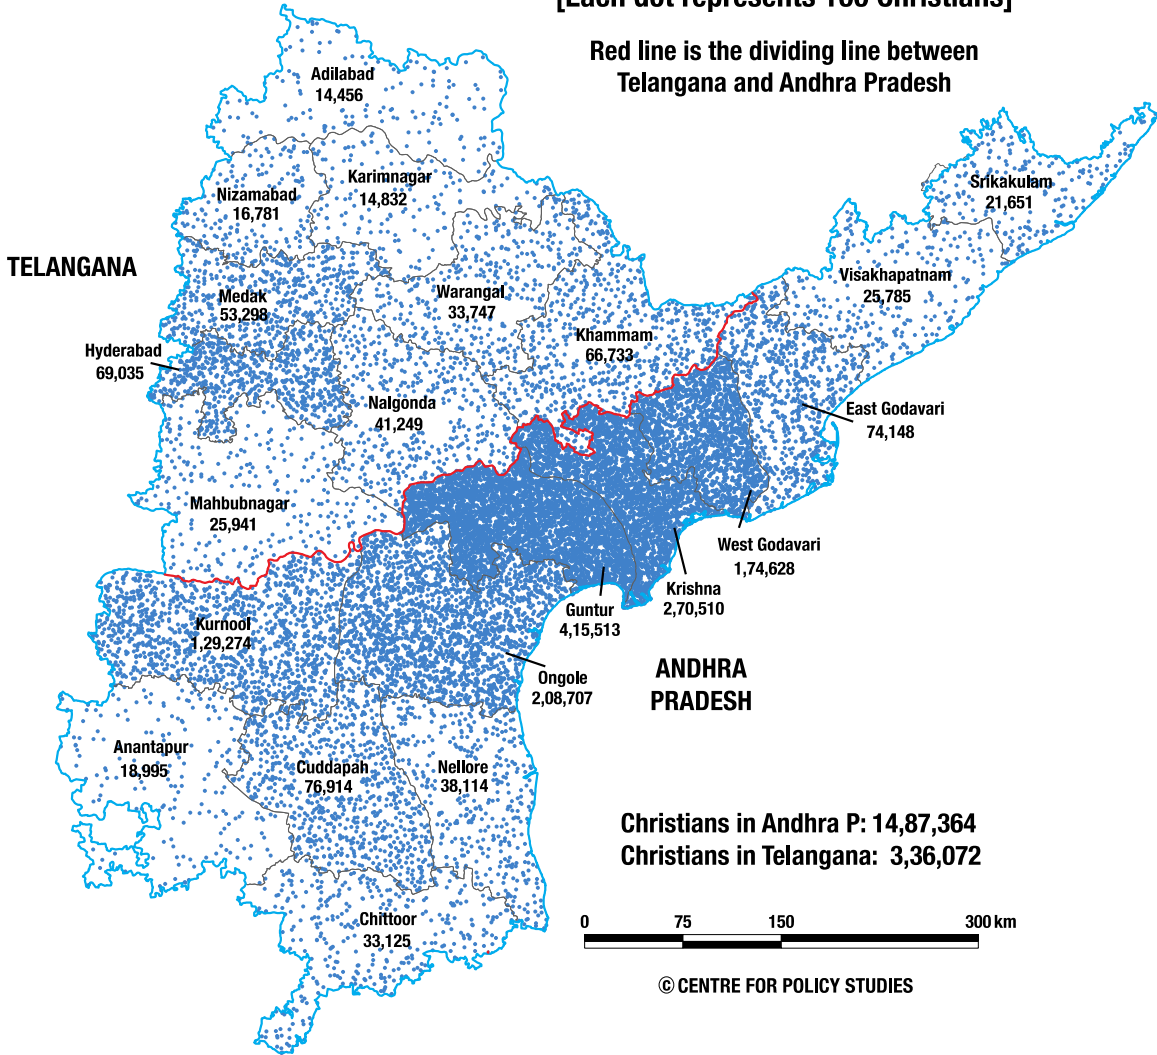 Red line is the dividing line between
Telangana and Andhra Pradesh
Adilabad
14,456
Karimnagar
14,832
Nizamabad
16,781
Srikakulam
21,651
TELANGANA
Visakhapatnam
25,785
Medak
53,298
Warangal
33,747
Khammam
66,733
Hyderabad
69,035
Nalgonda
41,249
East Godavari
74,148
Mahbubnagar
25,941
West Godavari
1,74,628
Krishna
2,70,510
Guntur
4,15,513
Kurnool
1,29,274
Ongole
2,08,707
ANDHRA
PRADESH
Anantapur
18,995
Cuddapah
76,914
Nellore
38,114
Christians in Andhra P: 14,87,364
Christians in Telangana: 3,36,072
Chittoor
33,125
0 75 150 300 km
© CENTRE FOR POLICY STUDIES